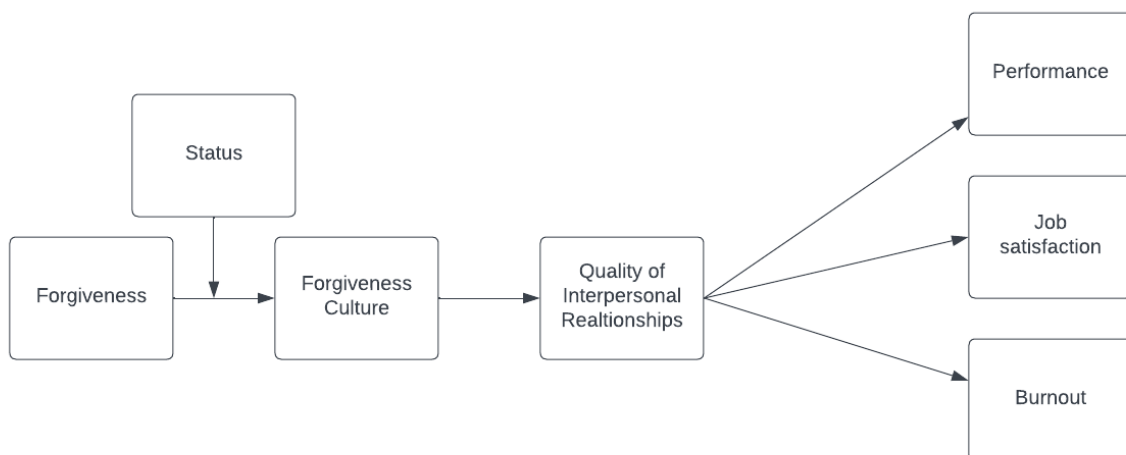 Performance
Status
Job
satisfaction
Forgiveness
Forgiveness
Culture
Quality of
Interpersonal
Realtionships
Burnout